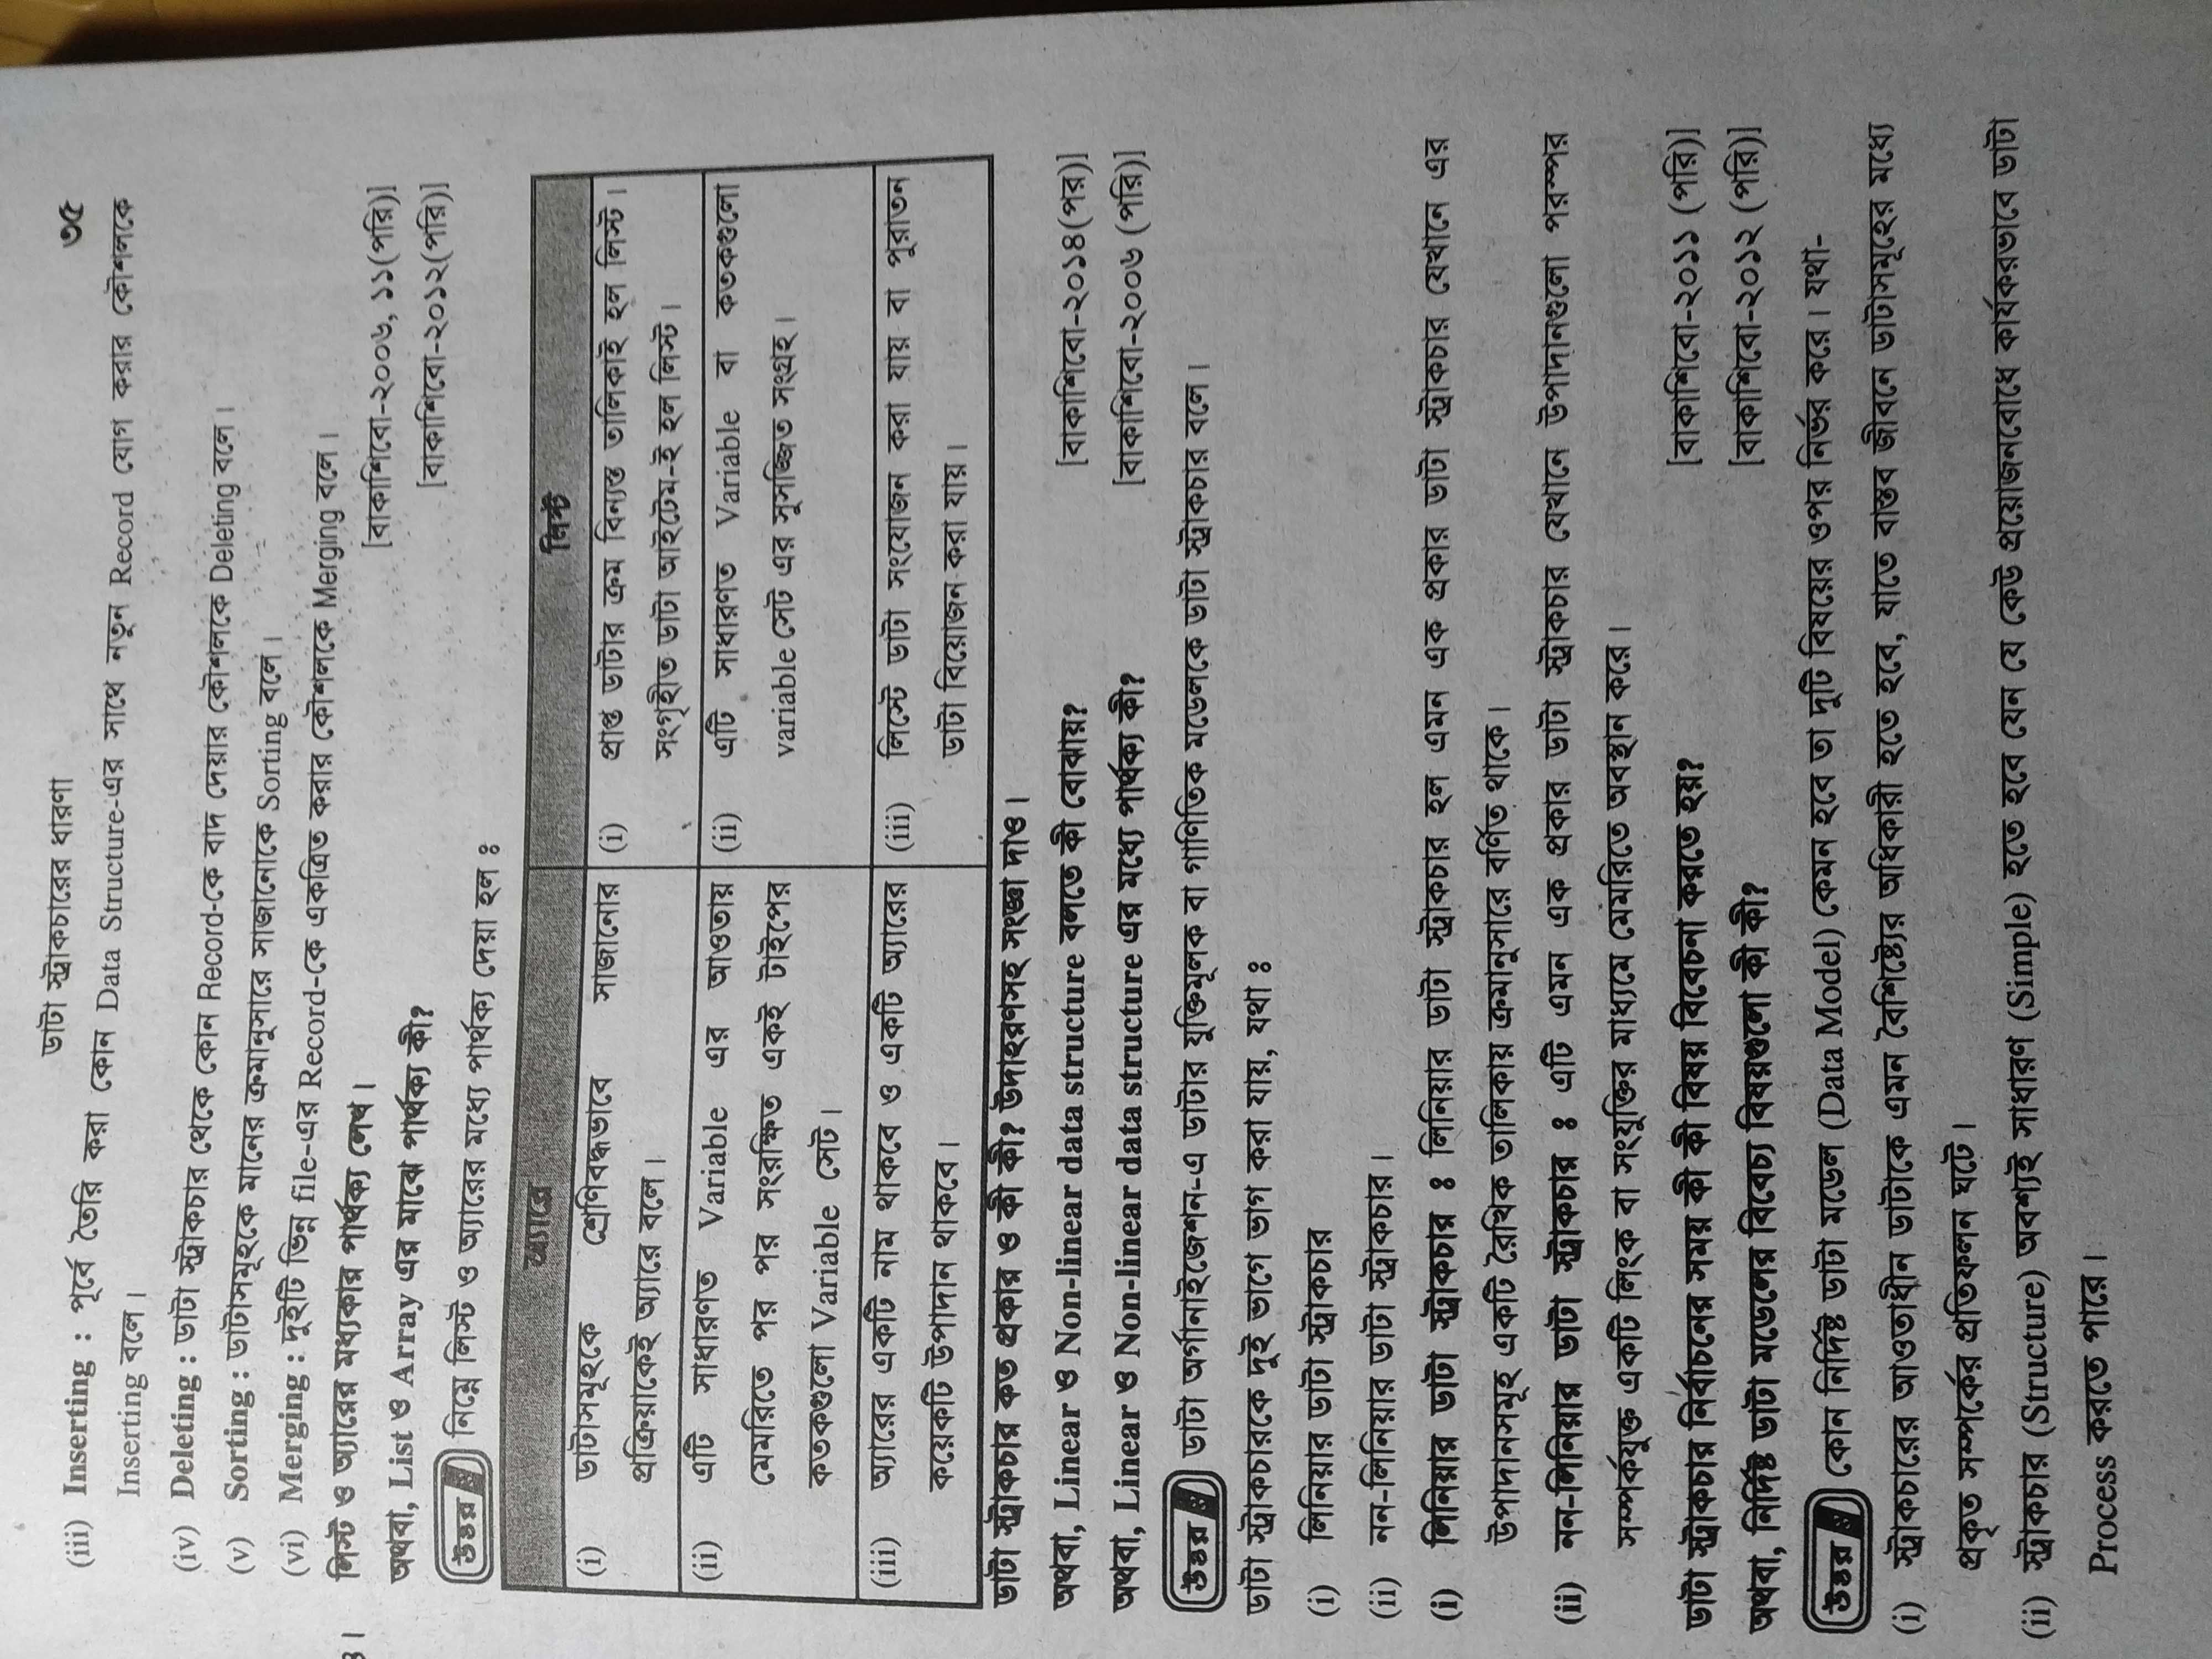 ডাটা স্ট্রাকচারের ধারণা
৩৫
(iii) Inserting : পূর্বে তৈরি করা কোন Data Structure-এর সাথে নতুন Record যোগ করার কৌশলকে
Inserting বলে।
(iv) Deleting : ডাটা স্ট্রাকচার থেকে কোন Record-কে বাদ দেয়ার কৌশলকে Deleting বলে।
(v) Sorting : ডাটাসমূহকে মানের ক্রমানুসারে সাজানোকে Sorting বলে।
(vi) Merging : দুইটি ভিন্ন file-এর Record-কে একত্রিত করার কৌশলকে Merging বলে।
লিস্ট ও অ্যারের মধ্যকার পার্থক্য লেখ।
[বাকাশিবো-২০০৬, ১১(পরি)]
অথবা, List ও Array এর মাঝে পার্থক্য কী?
[বাকাশিবো-২০১২(পরি)]
উত্তর ঃ নিম্নে লিস্ট ও অ্যারের মধ্যে পার্থক্য দেয়া হল ঃ
অ্যারে
লিস্ট
(i) ডাটাসমূহকে শ্রেণিবদ্ধভাবে সাজানোর
প্রক্রিয়াকেই অ্যারে বলে।
(i) প্রাপ্ত ডাটার ক্রম বিন্যস্ত তালিকাই হল লিস্ট।
সংগৃহীত ডাটা আইটেম-ই হল লিস্ট।
(ii) এটি সাধারণত Variable এর আওতায়
মেমরিতে পর পর সংরক্ষিত একই টাইপের
কতকগুলো Variable সেট।
(ii) এটি সাধারণত Variable বা কতকগুলো
variable সেট এর সুসজ্জিত সংগ্রহ।
(iii) অ্যারের একটি নাম থাকবে ও একটি অ্যারের
কয়েকটি উপাদান থাকবে।
(iii) লিস্টে ডাটা সংযোজন করা যায় বা পুরাতন
ডাটা বিয়োজন করা যায়।
ডাটা স্ট্রাকচার কত প্রকার ও কী কী? উদাহরণসহ সংজ্ঞা দাও।
অথবা, Linear ও Non-linear data structure বলতে কী বোঝায়?
[বাকাশিবো-২০১৪(পর)]
অথবা, Linear ও Non-linear data structure এর মধ্যে পার্থক্য কী?
[বাকাশিবো-২০০৬ (পরি)]
উত্তর ঃ ডাটা অর্গানাইজেশন-এ ডাটার যুক্তিমূলক বা গাণিতিক মডেলকে ডাটা স্ট্রাকচার বলে।
ডাটা স্ট্রাকচারকে দুই ভাগে ভাগ করা যায়, যথা ঃ
(i) লিনিয়ার ডাটা স্ট্রাকচার
(ii) নন-লিনিয়ার ডাটা স্ট্রাকচার।
(i) লিনিয়ার ডাটা স্ট্রাকচার ঃ লিনিয়ার ডাটা স্ট্রাকচার হল এমন এক প্রকার ডাটা স্ট্রাকচার যেখানে এর
উপাদানসমূহ একটি রৈখিক তালিকায় ক্রমানুসারে বর্ণিত থাকে।
(ii) নন-লিনিয়ার ডাটা স্ট্রাকচার ঃ এটি এমন এক প্রকার ডাটা স্ট্রাকচার যেখানে উপাদানগুলো পরস্পর
সম্পর্কযুক্ত একটি লিংক বা সংযুক্তির মাধ্যমে মেমরিতে অবস্থান করে।
ডাটা স্ট্রাকচার নির্বাচনের সময় কী কী বিষয় বিবেচনা করতে হয়?
[বাকাশিবো-২০১১ (পরি)]
অথবা, নির্দিষ্ট ডাটা মডেলের বিবেচ্য বিষয়গুলো কী কী?
[বাকাশিবো-২০১২ (পরি)]
উত্তর ঃ কোন নির্দিষ্ট ডাটা মডেল (Data Model) কেমন হবে তা দুটি বিষয়ের ওপর নির্ভর করে। যথা-
(i) স্ট্রাকচারের আওতাধীন ডাটাকে এমন বৈশিষ্ট্যের অধিকারী হতে হবে, যাতে বাস্তব জীবনে ডাটাসমূহের মধ্যে
প্রকৃত সম্পর্কের প্রতিফলন ঘটে।
(ii) স্ট্রাকচার (Structure) অবশ্যই সাধারণ (Simple) হতে হবে যেন যে কেউ প্রয়োজনবোধে কার্যকরভাবে ডাটা
Process করতে পারে।